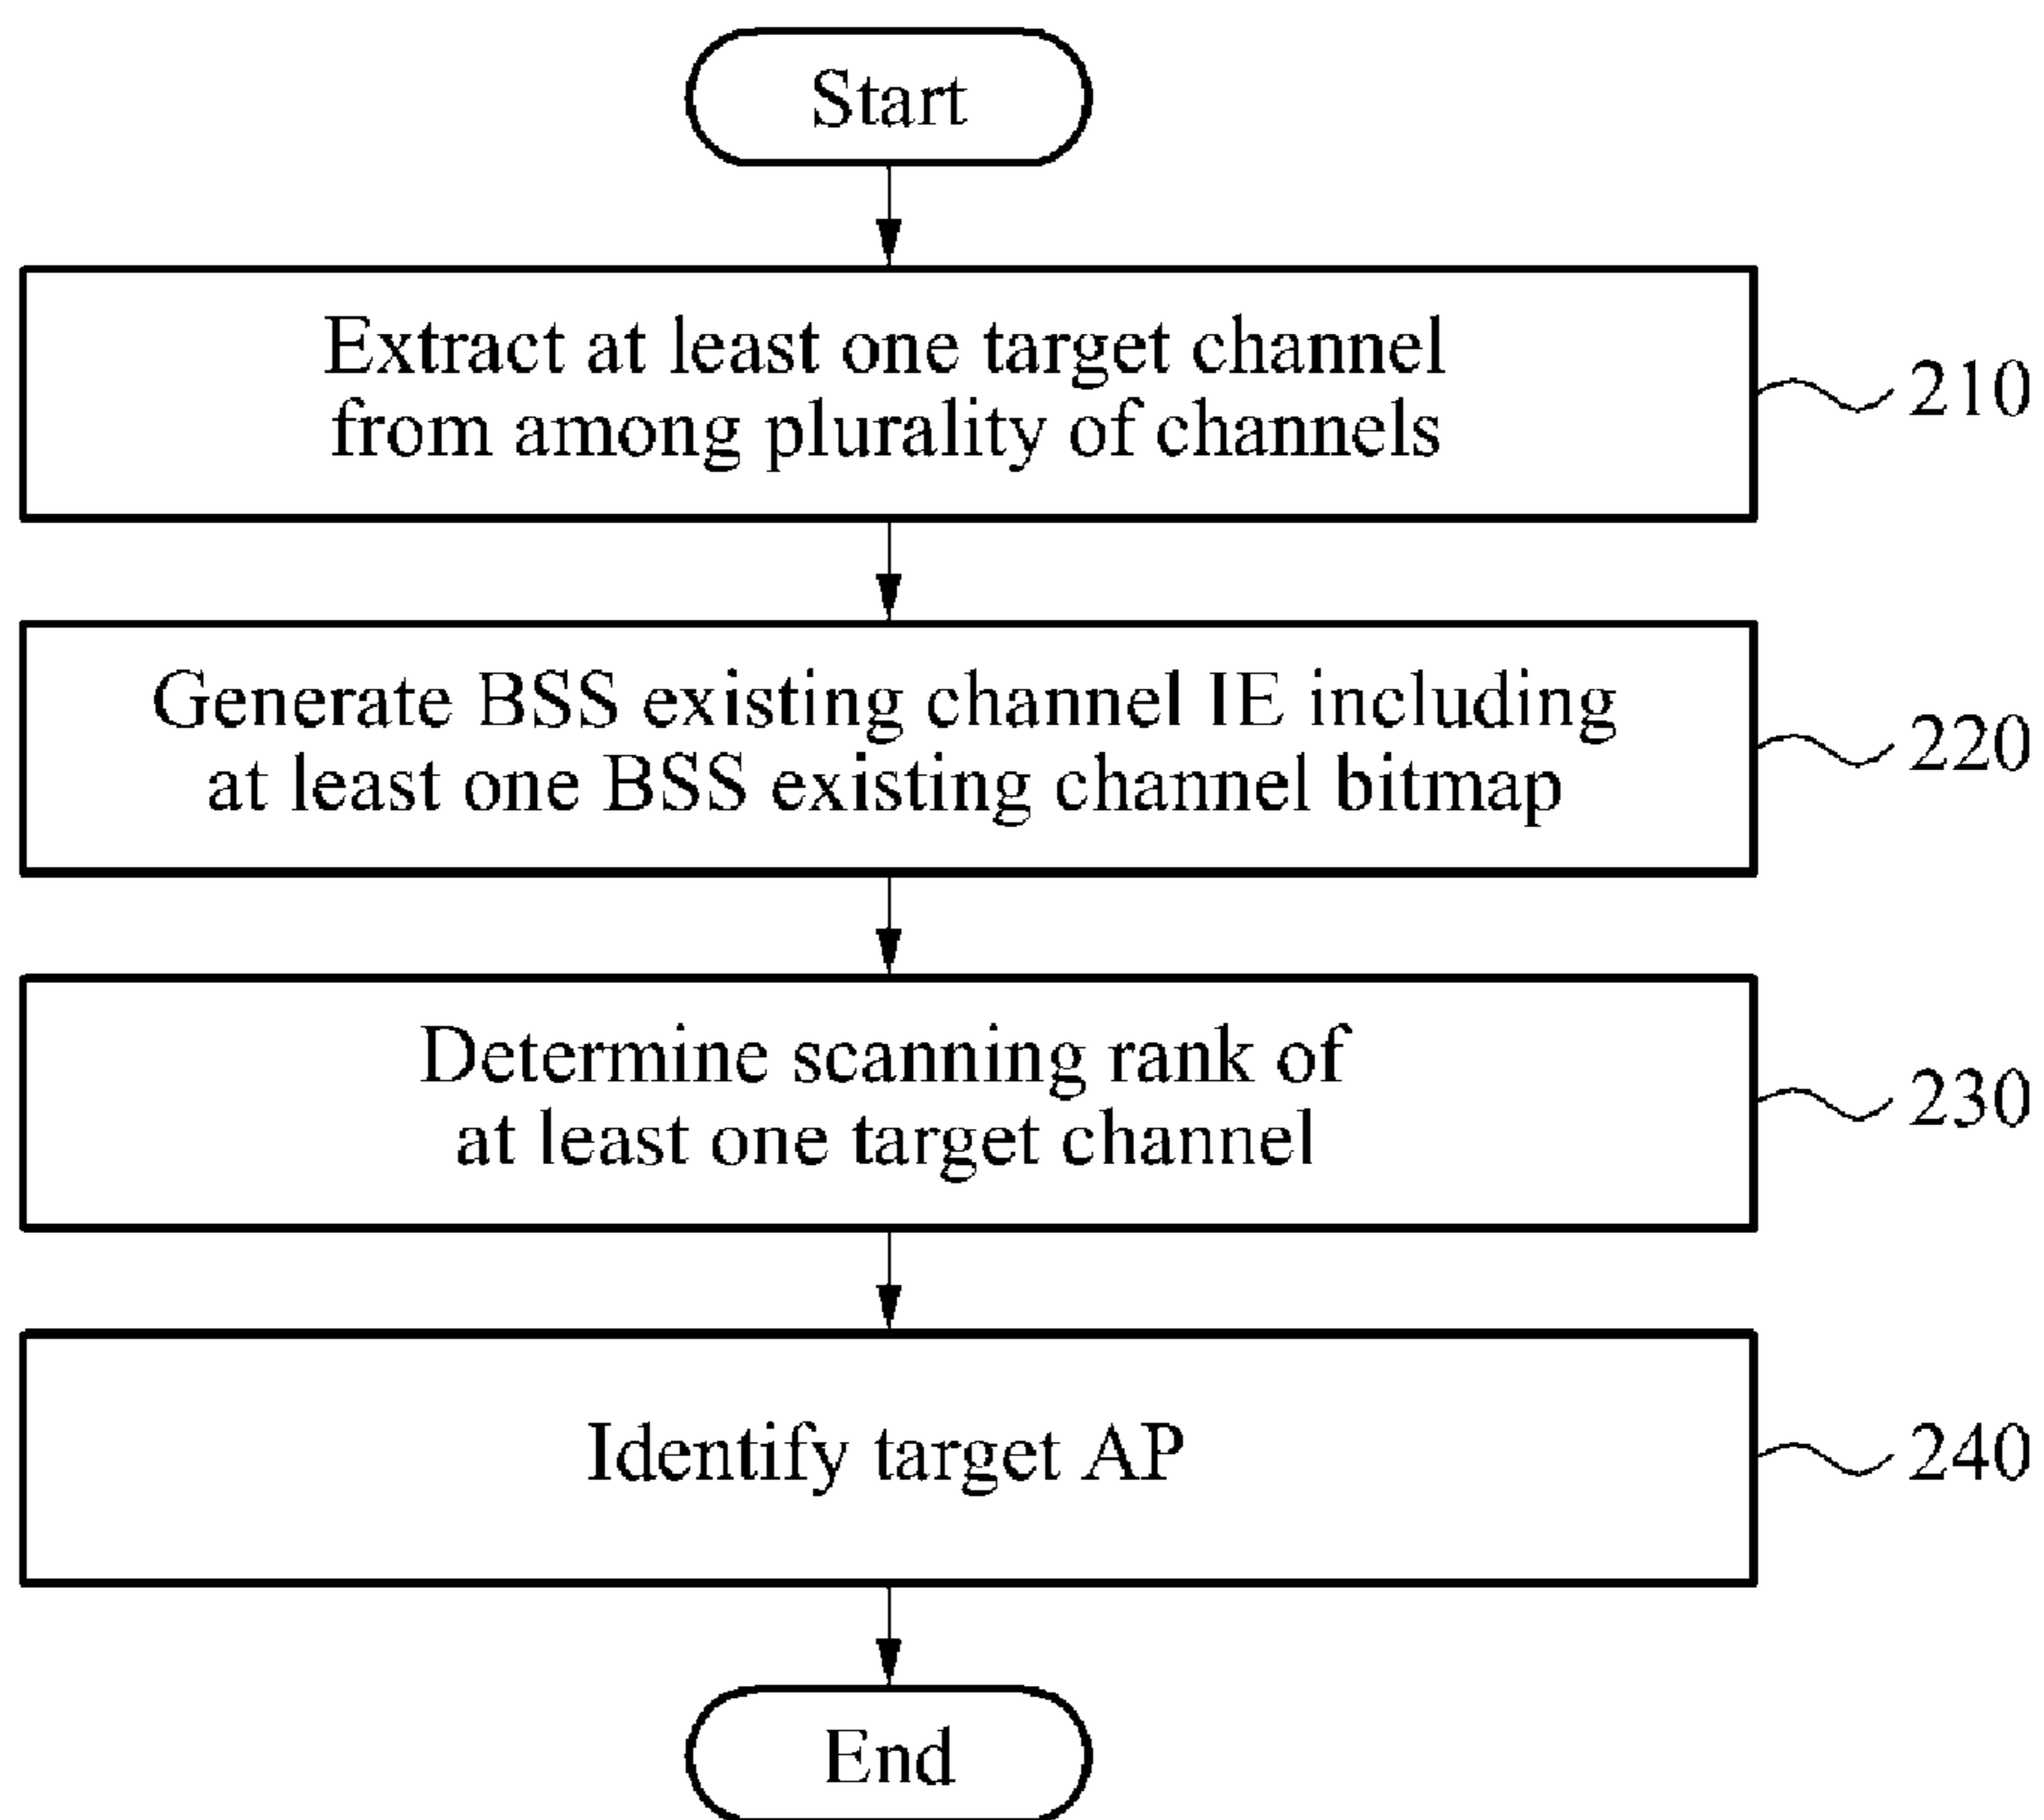 Start
Extract at least one target channel
from among plurality of channels
210
Generate BSS existing channel IE including
at least one BSS existing channel bitmap
220
Determine scanning rank of
at least one target channel
230
Identify target AP
240
End